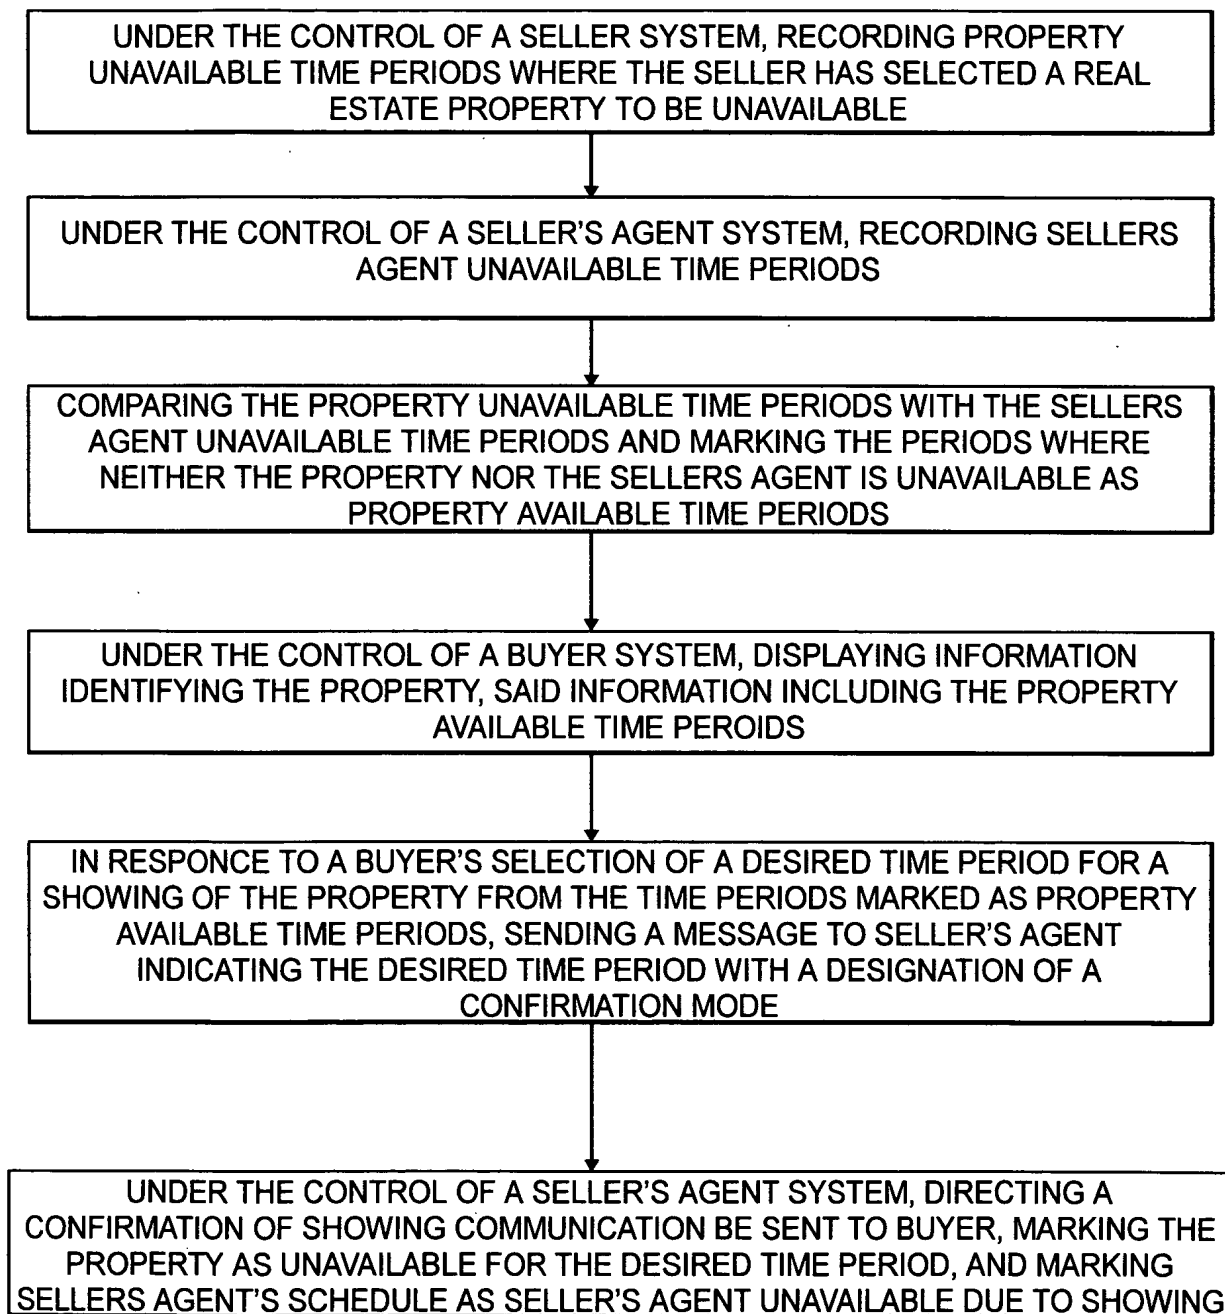 UNDER THE CONTROL OF A SELLER SYSTEM, RECORDING PROPERTY
UNAVAILABLE TIME PERIODS WHERE THE SELLER HAS SELECTED A REAL
ESTATE PROPERTY TO BE UNAVAILABLE
UNDER THE CONTROL OF A SELLER'S AGENT SYSTEM, RECORDING SELLERS
AGENT UNAVAILABLE TIME PERIODS
COMPARING THE PROPERTY UNAVAILABLE TIME PERIODS WITH THE SELLERS
AGENT UNAVAILABLE TIME PERIODS AND MARKING THE PERIODS WHERE
NEITHER THE PROPERTY NOR THE SELLERS AGENT IS UNAVAILABLE AS
PROPERTY AVAILABLE TIME PERIODS
UNDER THE CONTROL OF A BUYER SYSTEM, DISPLAYING INFORMATION
IDENTIFYING THE PROPERTY, SAID INFORMATION INCLUDING THE PROPERTY
AVAILABLE TIME PEROIDS
IN RESPONCE TO A BUYER'S SELECTION OF A DESIRED TIME PERIOD FOR A
SHOWING OF THE PROPERTY FROM THE TIME PERIODS MARKED AS PROPERTY
AVAILABLE TIME PERIODS, SENDING A MESSAGE TO SELLER'S AGENT
INDICATING THE DESIRED TIME PERIOD WITH A DESIGNATION OF A
CONFIRMATION MODE
UNDER THE CONTROL OF A SELLER'S AGENT SYSTEM, DIRECTING A
CONFIRMATION OF SHOWING COMMUNICATION BE SENT TO BUYER, MARKING THE
PROPERTY AS UNAVAILABLE FOR THE DESIRED TIME PERIOD, AND MARKING
SELLERS AGENT'S SCHEDULE AS SELLER'S AGENT UNAVAILABLE DUE TO SHOWING